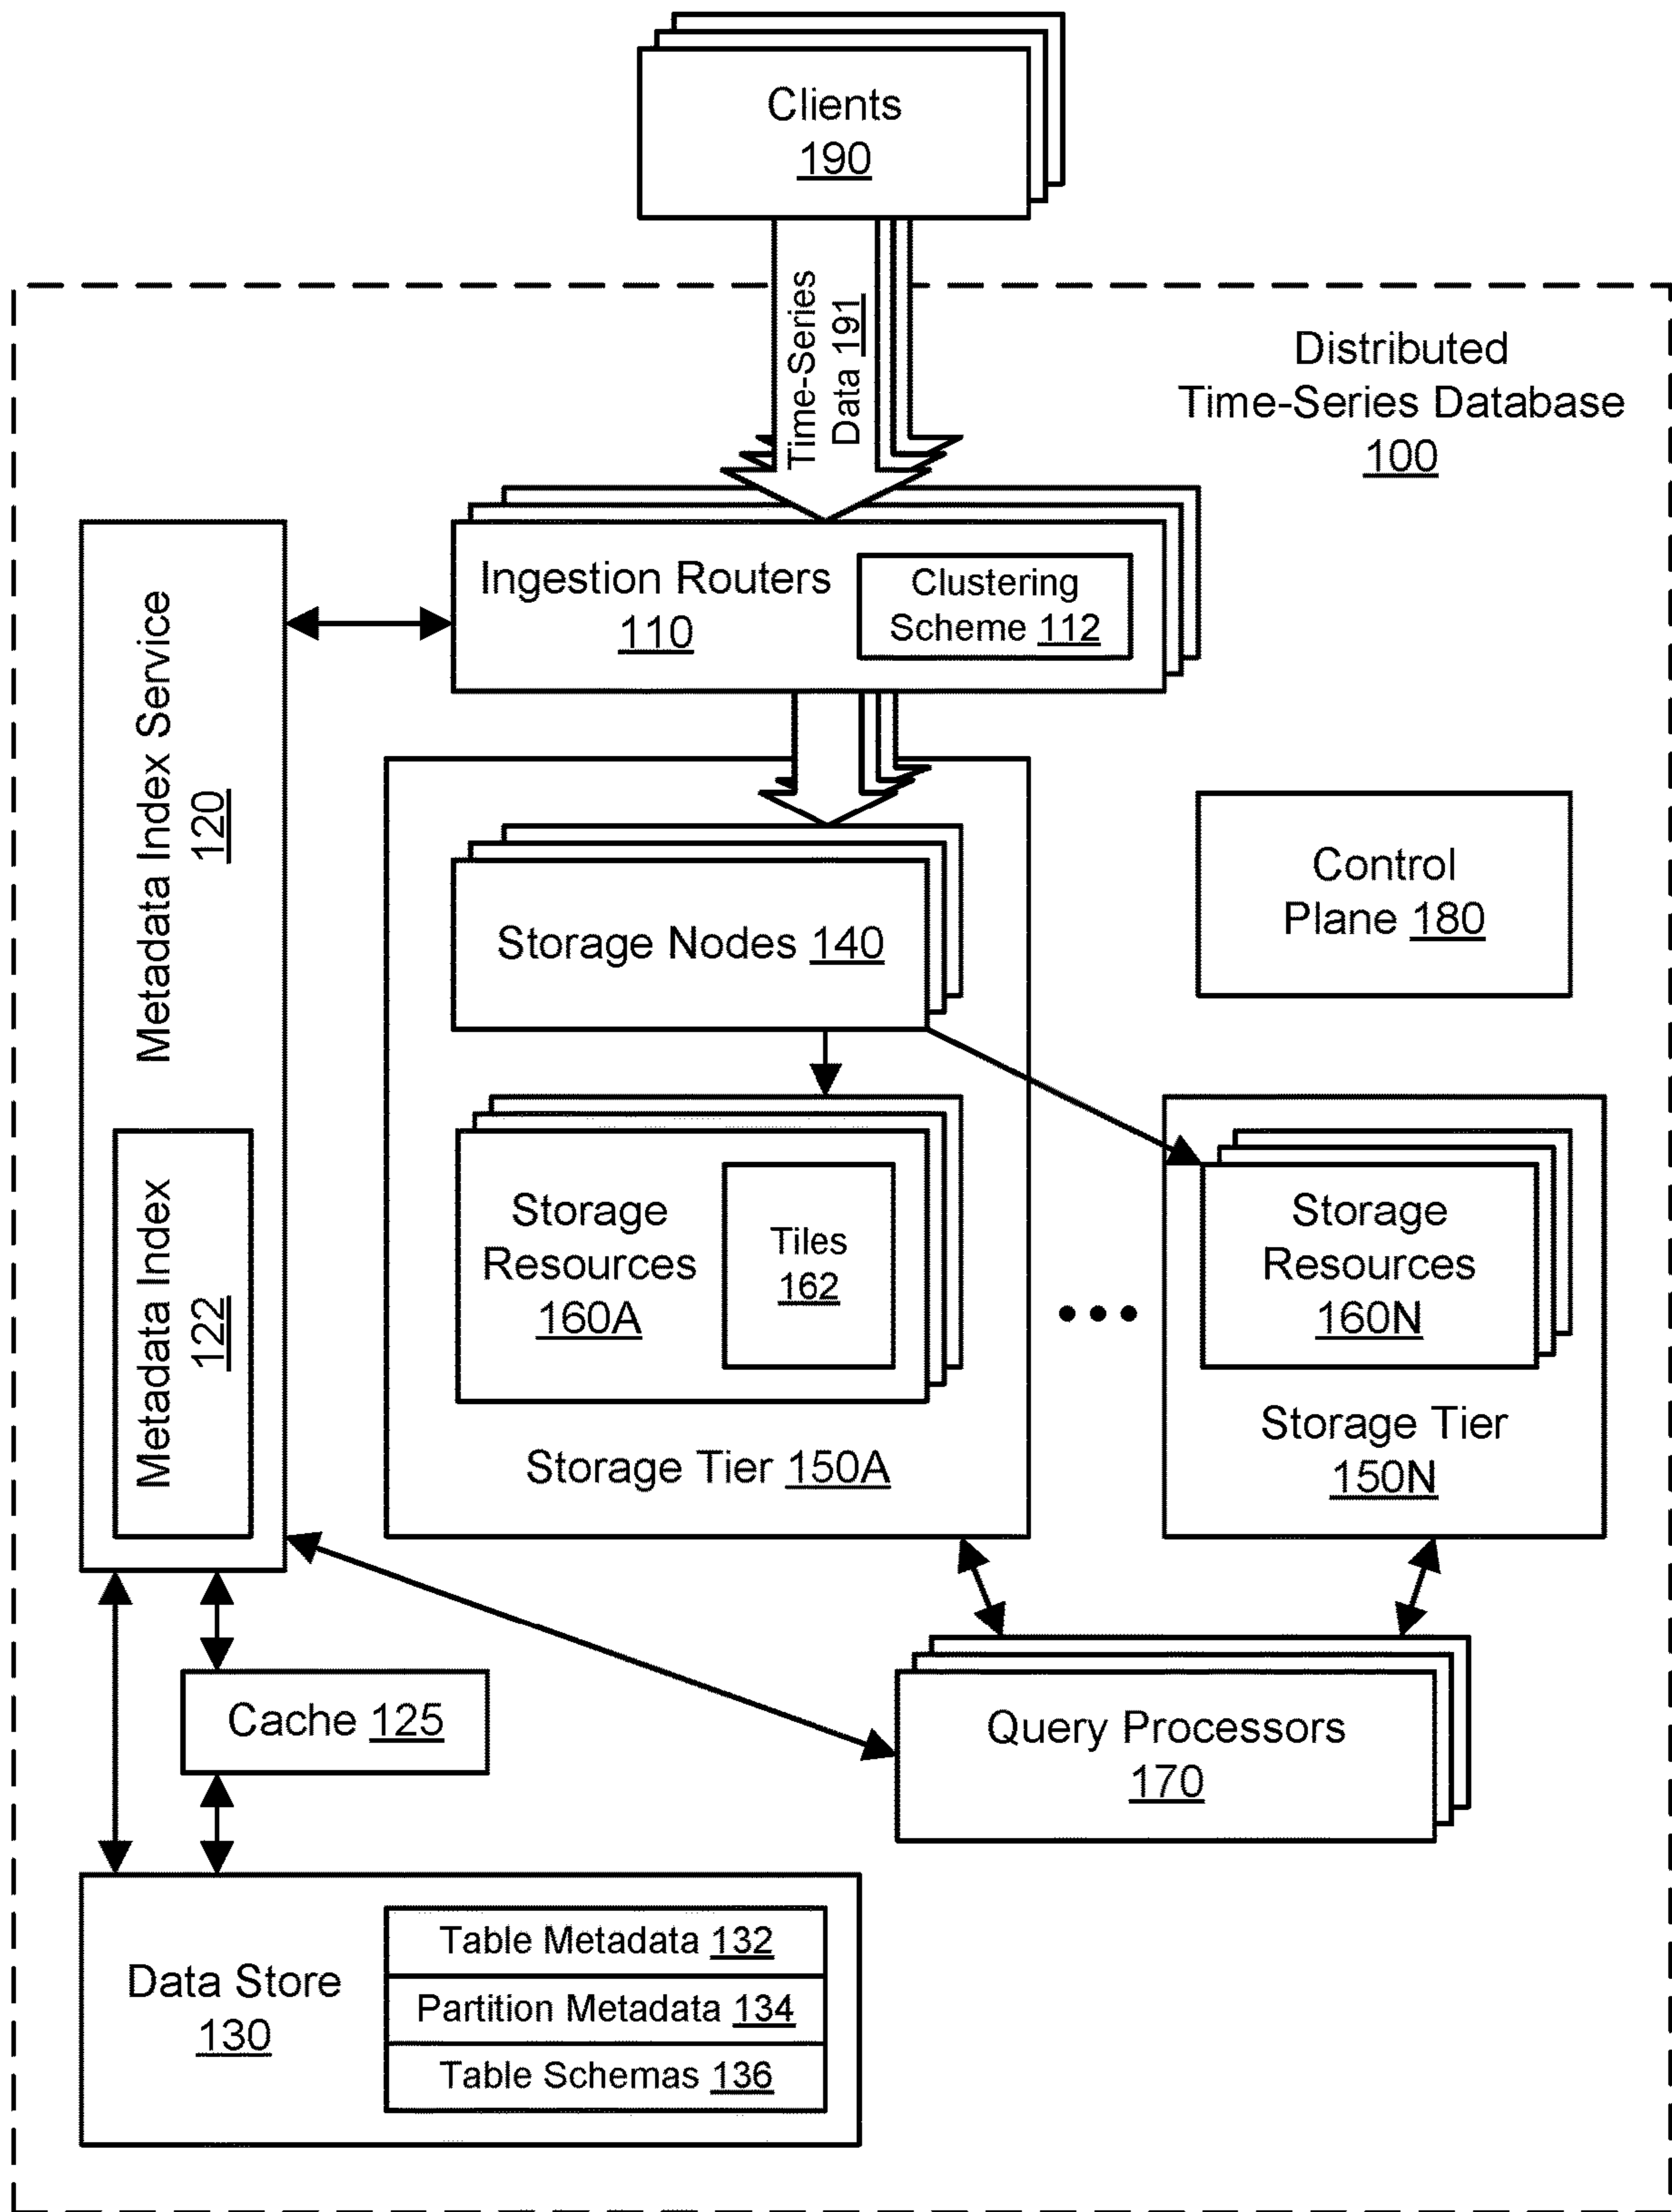 Clients
190
Time-Series
Data 191
Distributed
Time-Series Database
100
Ingestion Routers
110
Clustering
Scheme 112
Metadata Index Service
120
Metadata Index
122
Storage Nodes 140
Control
Plane 180
Storage
Resources
160A
Tiles
162
Storage Tier 150A
Storage
Resources
160N
Storage Tier
150N
Cache 125
Query Processors
170
Data Store
130
Table Metadata 132
Partition Metadata 134
Table Schemas 136